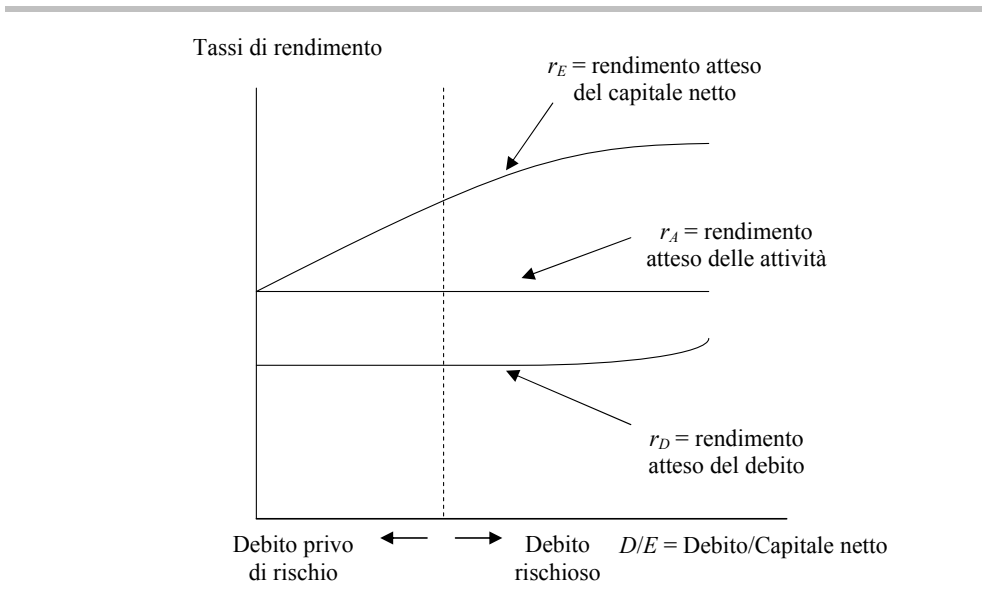 Tassi di rendimento
r_E = rendimento atteso
del capitale netto
r_A = rendimento
atteso delle attività
r_D = rendimento
atteso del debito
Debito privo
di rischio
Debito
rischioso
D/E = Debito/Capitale netto